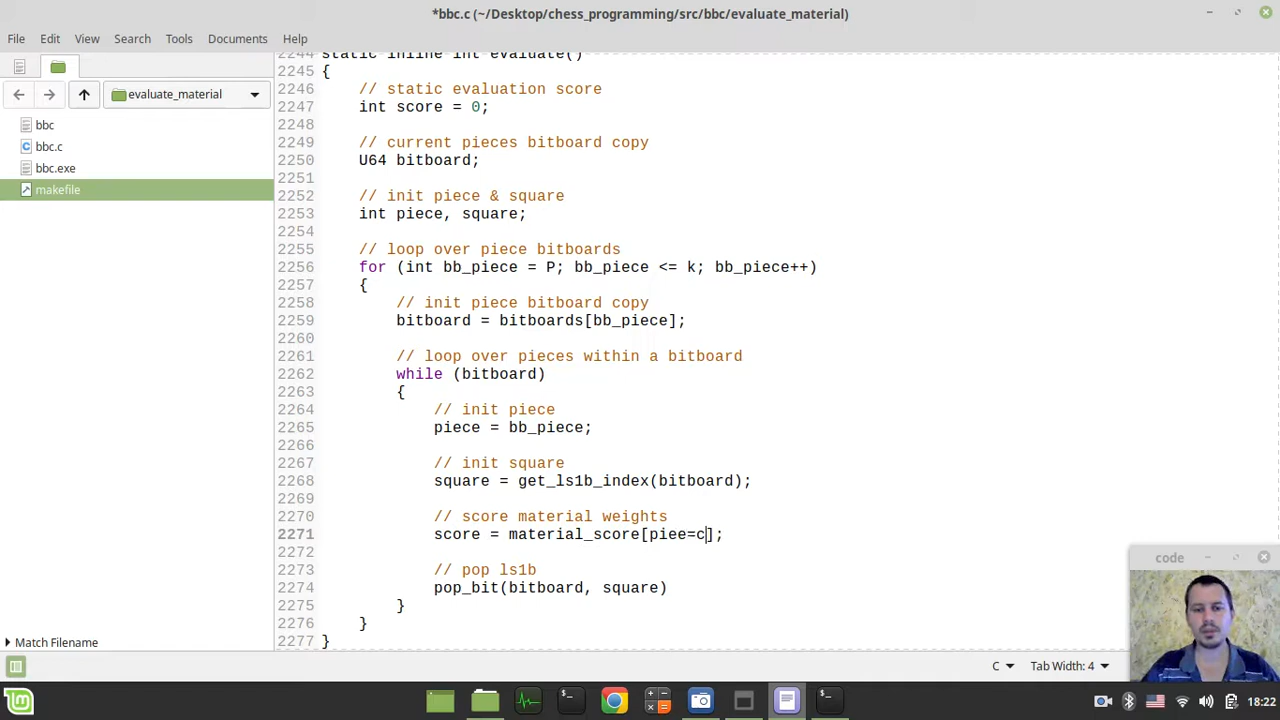 *bbc.c (~/Desktop/chess_programming/src/bbc/evaluate_material)
File Edit View Search Tools Documents Help
evaluate_material
bbc
bbc.c
bbc.exe
makefile
Match Filename
2244 static inline int evaluate()
2245 {
2246 // static evaluation score
2247 int score = 0;
2248
2249 // current pieces bitboard copy
2250 U64 bitboard;
2251
2252 // init piece & square
2253 int piece, square;
2254
2255 // loop over piece bitboards
2256 for (int bb_piece = P; bb_piece <= k; bb_piece++)
2257 {
2258 // init piece bitboard copy
2259 bitboard = bitboards[bb_piece];
2260
2261 // loop over pieces within a bitboard
2262 while (bitboard)
2263 {
2264 // init piece
2265 piece = bb_piece;
2266
2267 // init square
2268 square = get_ls1b_index(bitboard);
2269
2270 // score material weights
2271 score = material_score[piee=c];
2272
2273 // pop ls1b
2274 pop_bit(bitboard, square)
2275 }
2276 }
2277 }
code
C Tab Width: 4
18:22